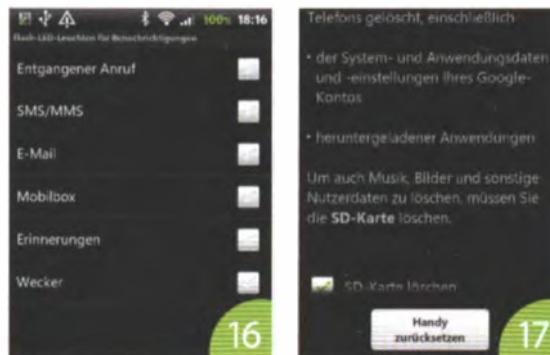 100% 18:16
Flash-LED-Leuchten für Benachrichtigungen
Entgangener Anruf
SMS/MMS
E-Mail
Mobilbox
Erinnerungen
Wecker
16
Telefons gelöscht, einschließlich
• der System- und Anwendungsdaten
und -einstellungen Ihres Google-
Kontos
• heruntergeladener Anwendungen
Um auch Musik, Bilder und sonstige
Nutzerdaten zu löschen, müssen Sie
die SD-Karte löschen.
SD-Karte löschen
Handy
zurücksetzen
17